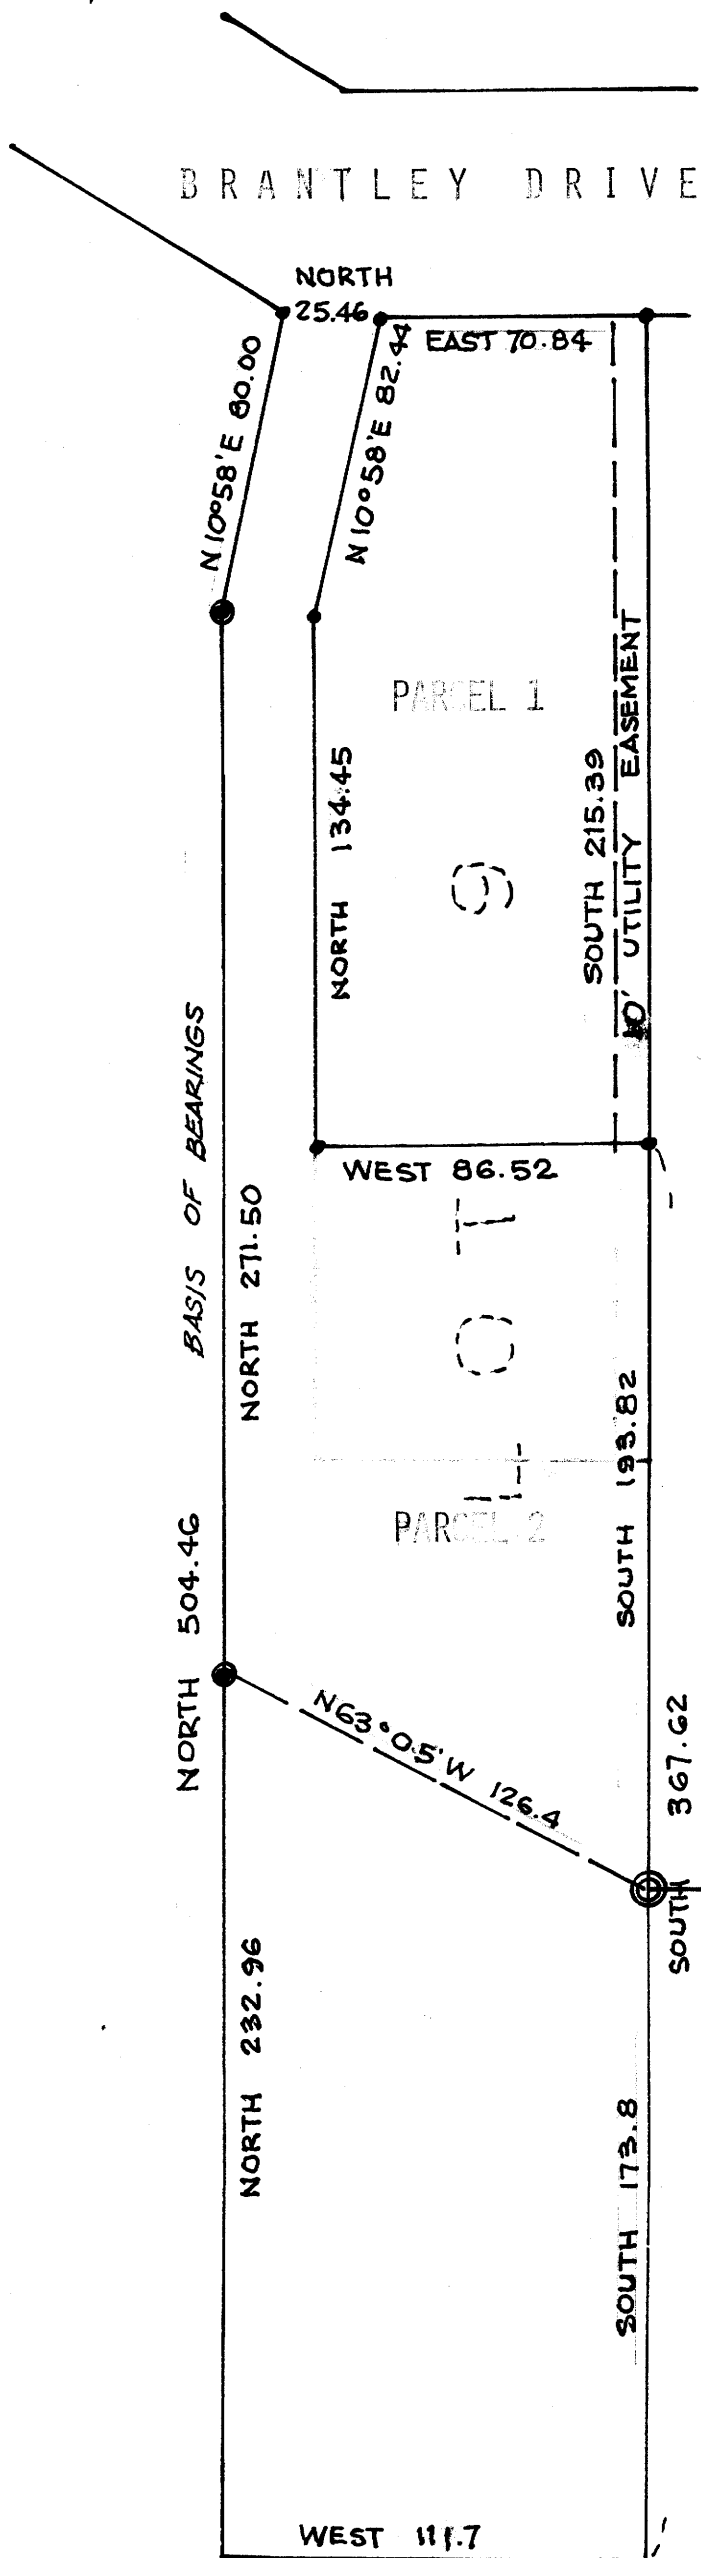 BRANTLEY DRIVE
NORTH
25.46
EAST 70.84
N 10°58'E 80.00
N 10°58'E 82.44
PARCEL 1
NORTH 134.45
SOUTH 215.39
10' UTILITY EASEMENT
9
BASIS OF BEARINGS
WEST 86.52
NORTH 271.50
LOT
SOUTH 193.82
PARCEL 2
NORTH 504.46
N63°05'W 126.4
SOUTH 367.62
NORTH 232.96
SOUTH 173.8
WEST 111.7